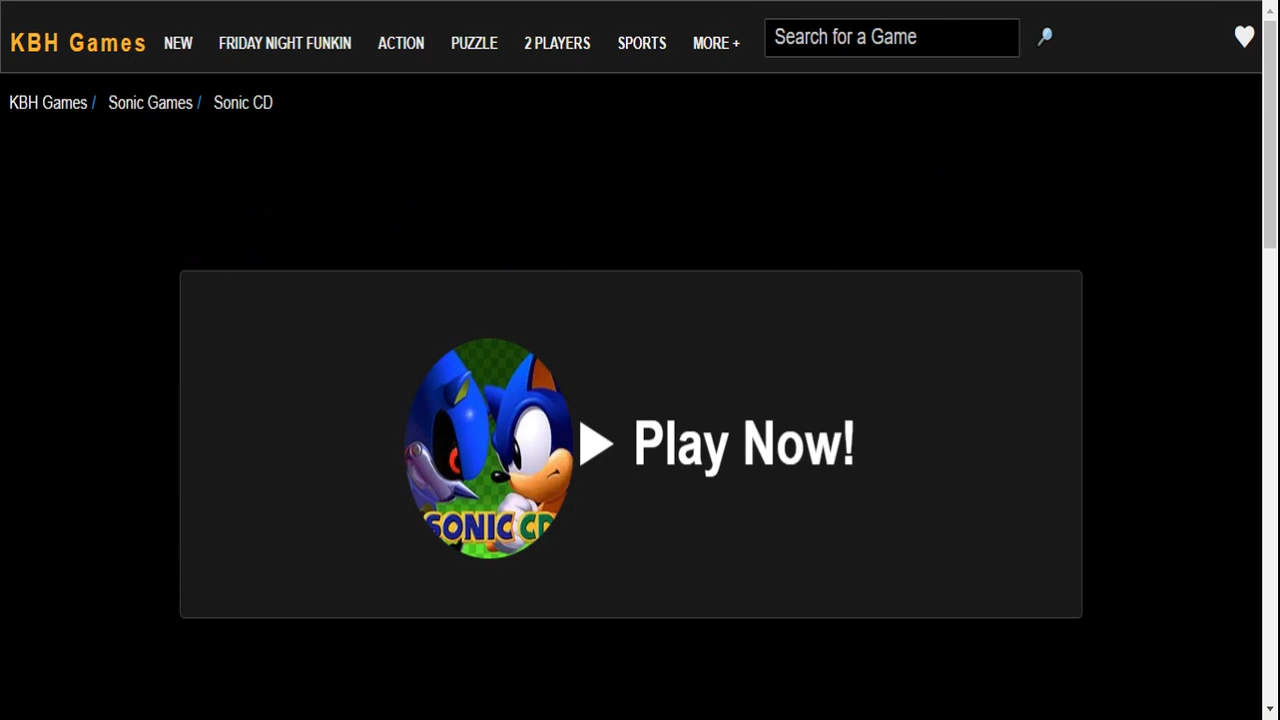 KBH Games NEW FRIDAY NIGHT FUNKIN ACTION PUZZLE 2 PLAYERS SPORTS MORE + Search for a Game
KBH Games / Sonic Games / Sonic CD
Play Now!
SONIC CD